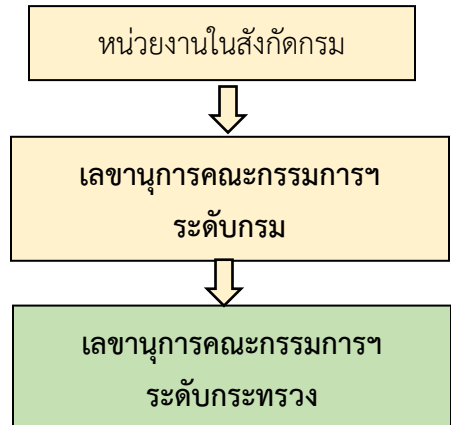 หน่วยงานในสังกัดกรม
เลขานุการคณะกรรมการฯ
ระดับกรม
เลขานุการคณะกรรมการฯ
ระดับกระทรวง